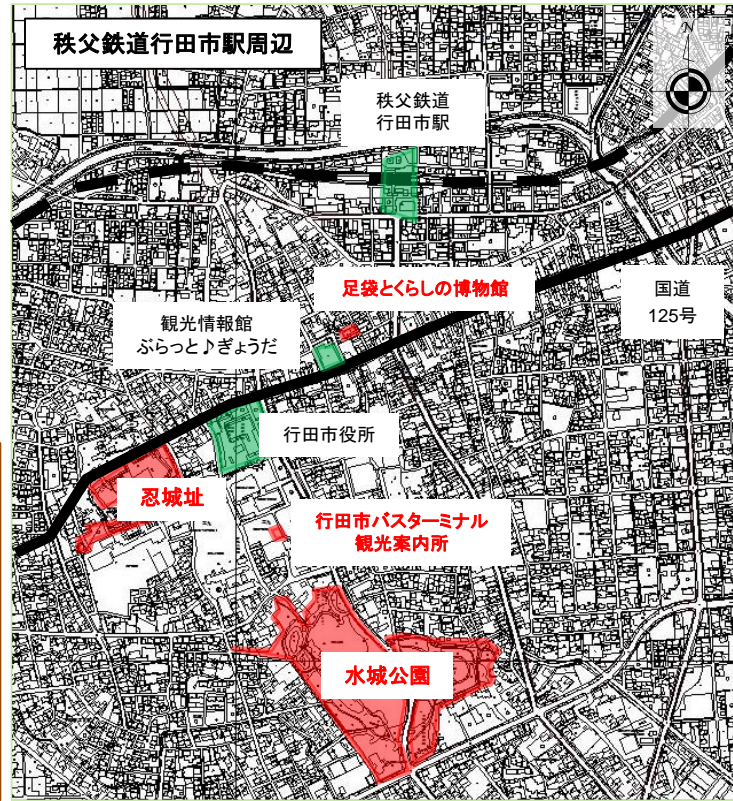 秩父鉄道行田市駅周辺
N
秩父鉄道
行田市駅
足袋とくらしの博物館
国道
125号
観光情報館
ぶらっと♪ぎょうだ
行田市役所
忍城址
行田市バスターミナル
観光案内所
水城公園